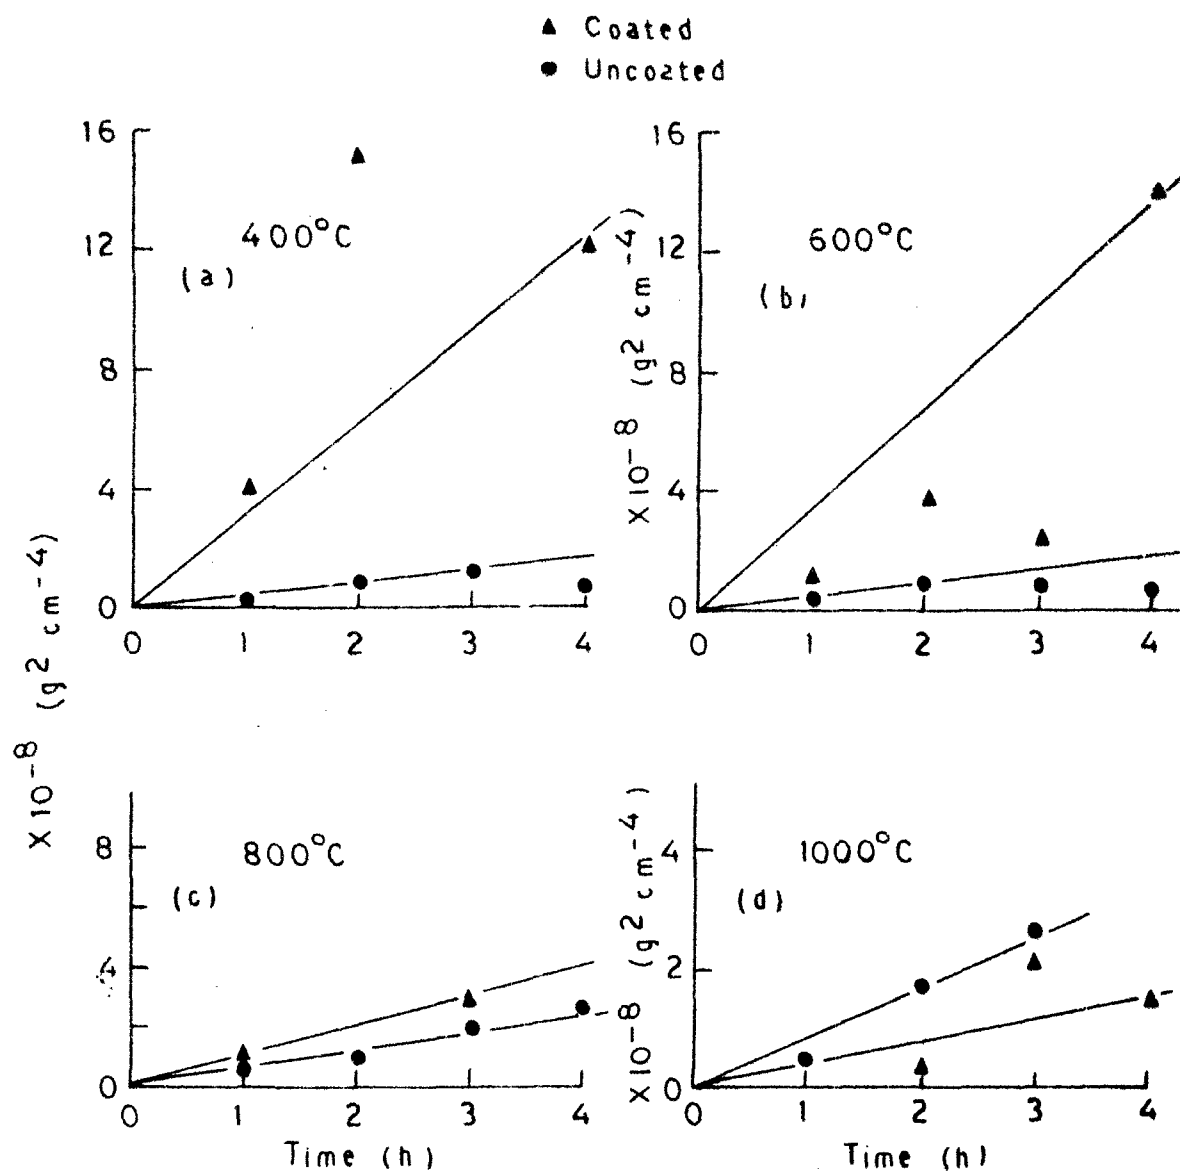 ▲ Coated
● Uncoated
X10⁻⁸ (g² cm⁻⁴)
16
12
8
4
0
400°C
(a)
0 1 2 3 4
X10⁻⁸ (g² cm⁻⁴)
16
12
8
4
0
600°C
(b)
0 1 2 3 4
8
4
0
800°C
(c)
0 1 2 3 4
Time (h)
X10⁻⁸ (g² cm⁻⁴)
4
2
0
1000°C
(d)
0 1 2 3 4
Time (h)